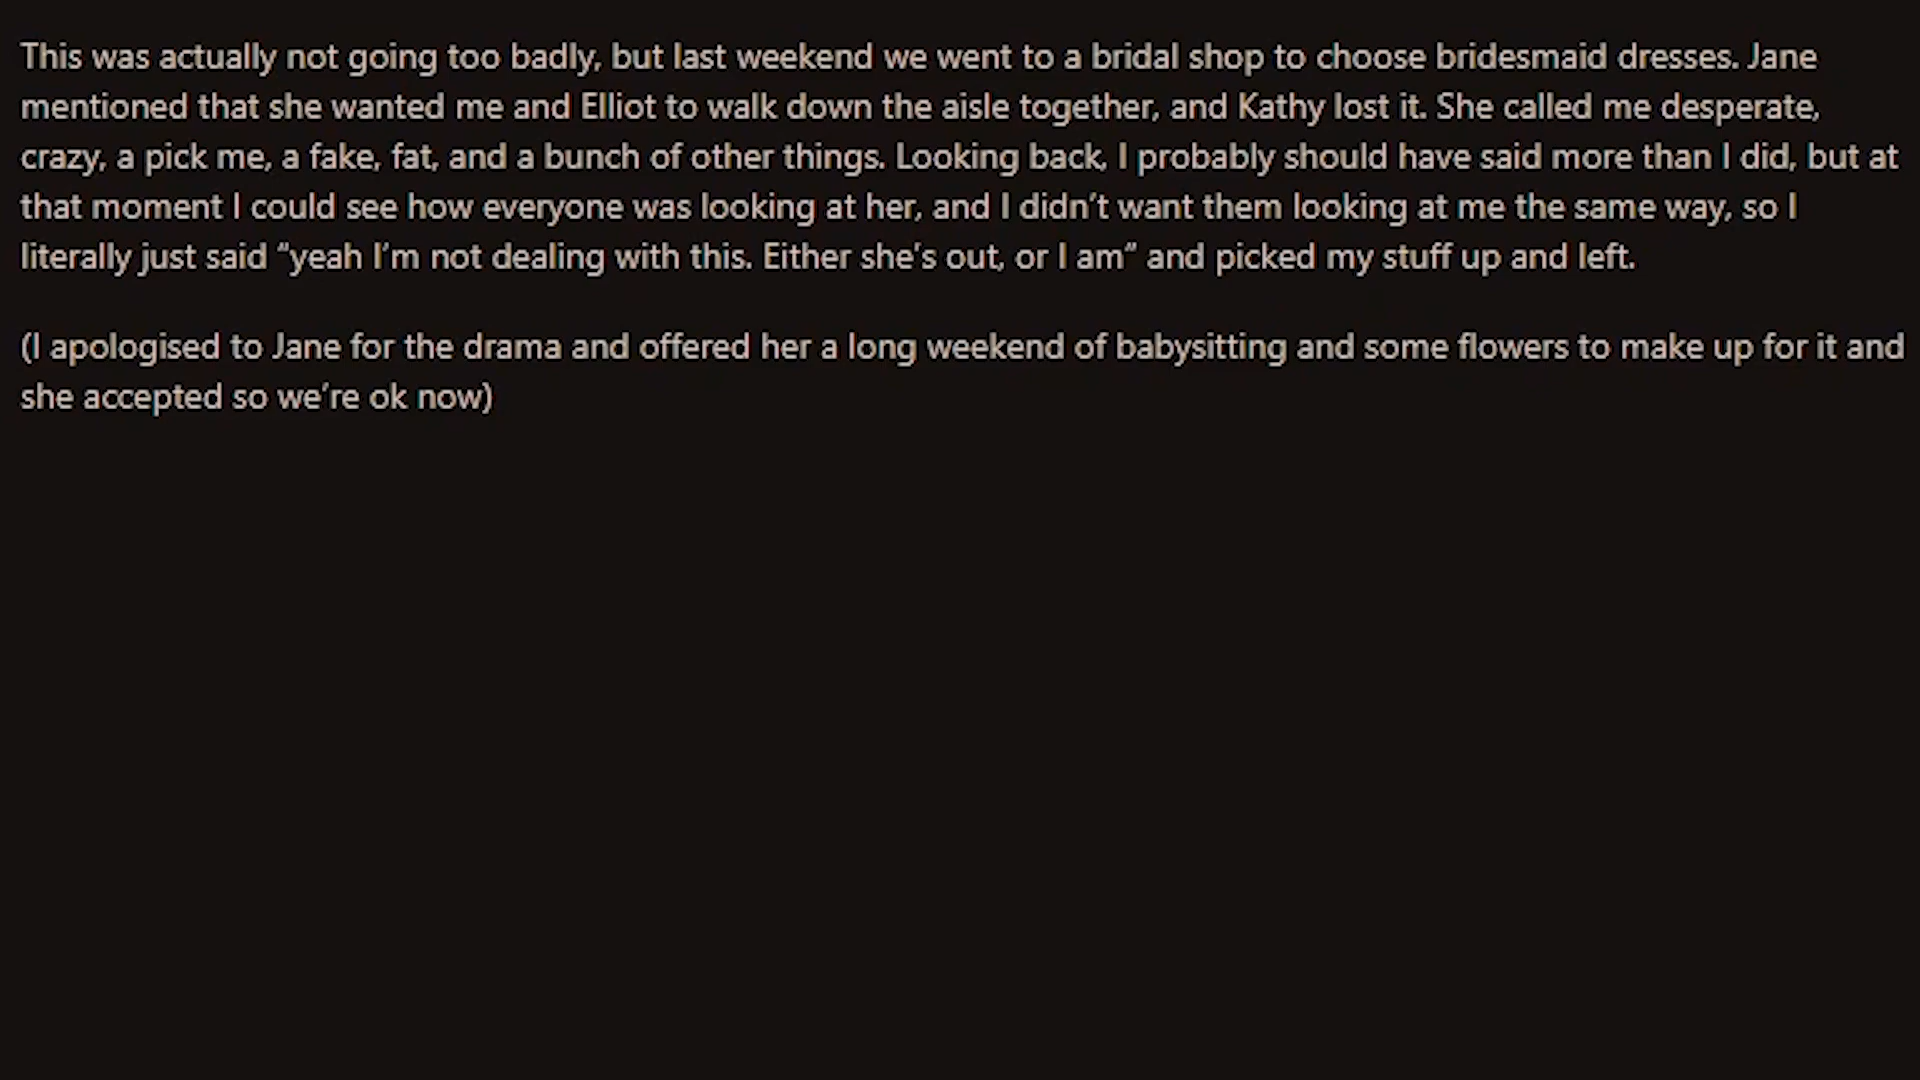 This was actually not going too badly, but last weekend we went to a bridal shop to choose bridesmaid dresses. Jane
mentioned that she wanted me and Elliot to walk down the aisle together, and Kathy lost it. She called me desperate,
crazy, a pick me, a fake, fat, and a bunch of other things. Looking back, I probably should have said more than I did, but at
that moment I could see how everyone was looking at her, and I didn’t want them looking at me the same way, so I
literally just said “yeah I’m not dealing with this. Either she’s out, or I am” and picked my stuff up and left.
(I apologised to Jane for the drama and offered her a long weekend of babysitting and some flowers to make up for it and
she accepted so we’re ok now)